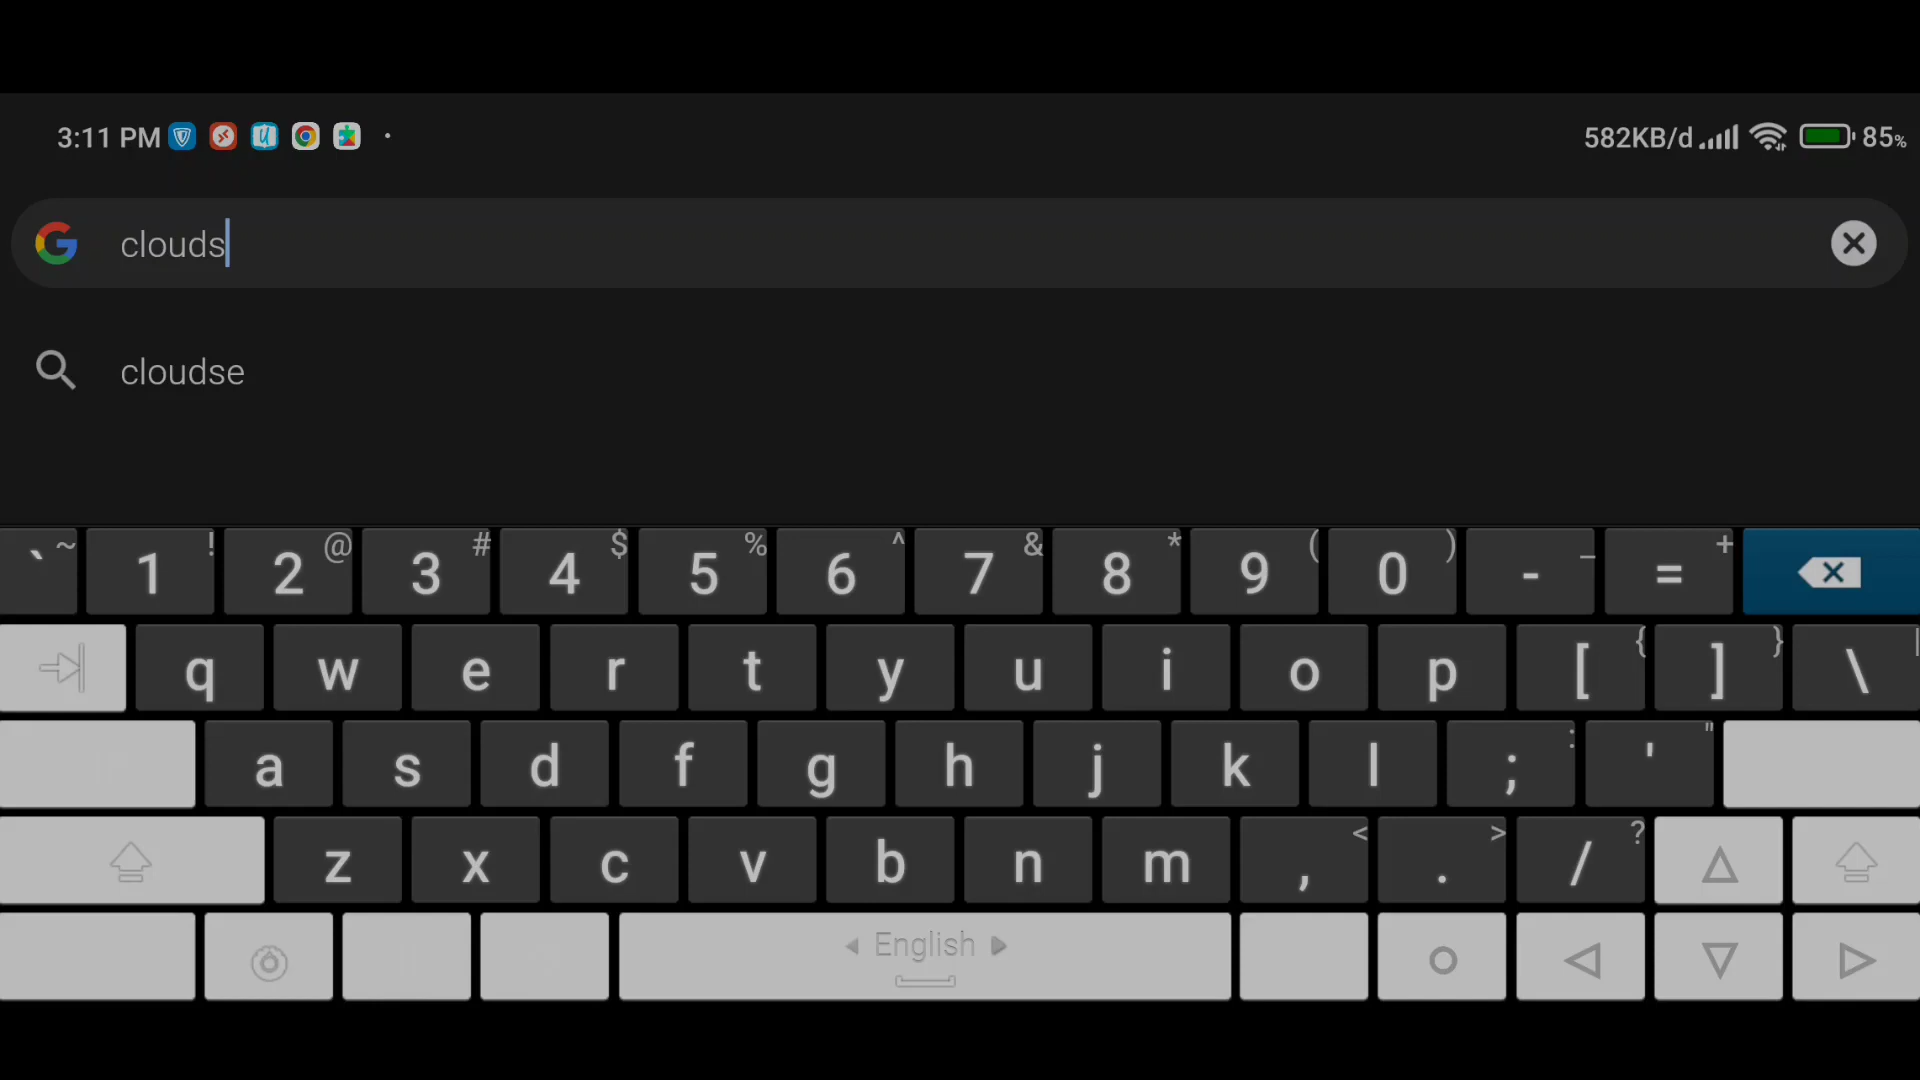 3:11 PM 582KB/d 85%
clouds
cloudse
` ~ 1 ! 2 @ 3 # 4 $ 5 % 6 ^ 7 & 8 * 9 ( 0 ) - _ = +
q w e r t y u i o p [ { ] } \ |
a s d f g h j k l ; : ' "
z x c v b n m , < . > / ?
English